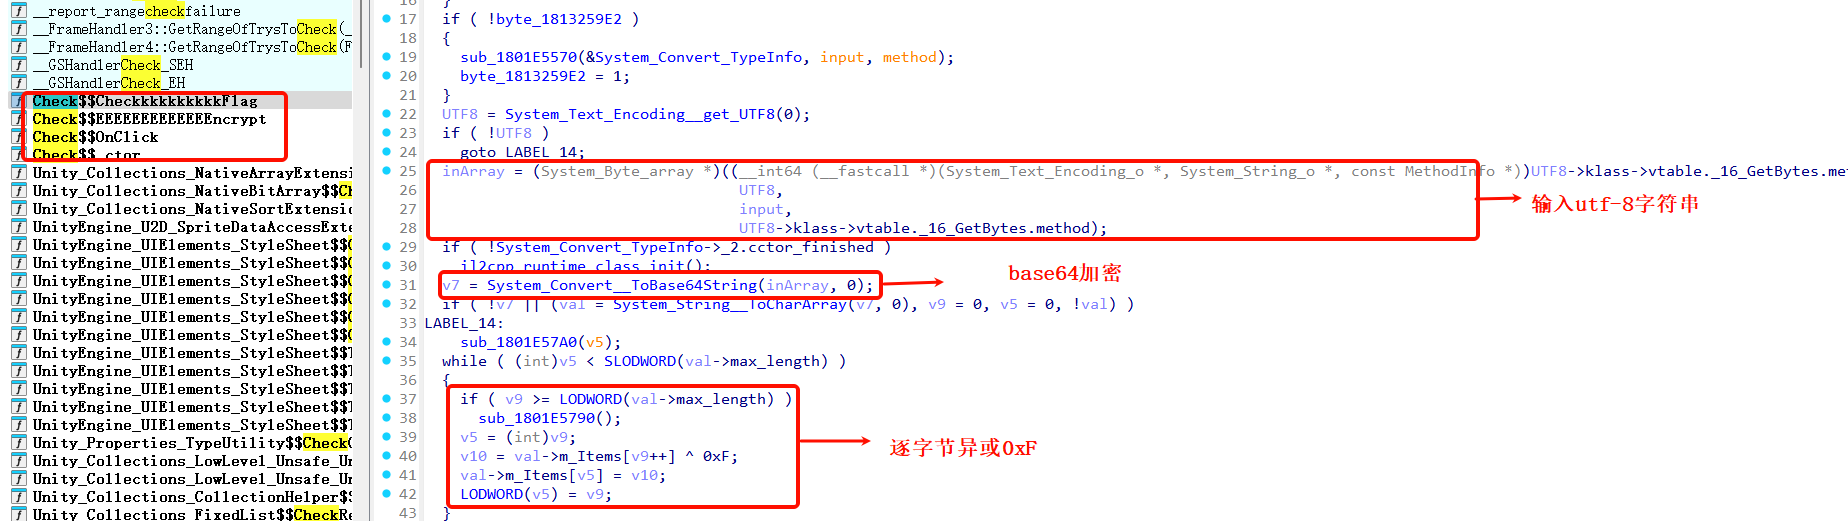 __report_rangecheckfailure
__FrameHandler3::GetRangeOfTrysToCheck(_
__FrameHandler4::GetRangeOfTrysToCheck(F
__GSHandlerCheck_SEH
__GSHandlerCheck_EH
Check$$CheckkkkkkkkkkFlag
Check$$EEEEEEEEEEEEEncrypt
Check$$OnClick
Check$$.ctor
Unity_Collections_NativeArrayExtensi
Unity_Collections_NativeBitArray$$Ch
Unity_Collections_NativeSortExtensio
UnityEngine_U2D_SpriteDataAccessExte
UnityEngine_UIElements_StyleSheet$$C
UnityEngine_UIElements_StyleSheet$$C
UnityEngine_UIElements_StyleSheet$$C
UnityEngine_UIElements_StyleSheet$$C
UnityEngine_UIElements_StyleSheet$$C
UnityEngine_UIElements_StyleSheet$$T
UnityEngine_UIElements_StyleSheet$$T
UnityEngine_UIElements_StyleSheet$$T
UnityEngine_UIElements_StyleSheet$$T
UnityEngine_UIElements_StyleSheet$$T
Unity_Properties_TypeUtility$$CheckC
Unity_Collections_LowLevel_Unsafe_Un
Unity_Collections_LowLevel_Unsafe_Un
Unity_Collections_CollectionHelper$$
Unity_Collections_FixedList$$CheckRe
16 }
17 if ( !byte_1813259E2 )
18 {
19 sub_1801E5570(&System_Convert_TypeInfo, input, method);
20 byte_1813259E2 = 1;
21 }
22 UTF8 = System_Text_Encoding__get_UTF8(0);
23 if ( !UTF8 )
24 goto LABEL_14;
25 inArray = (System_Byte_array *)((__int64 (__fastcall *)(System_Text_Encoding_o *, System_String_o *, const MethodInfo *))UTF8->klass->vtable._16_GetBytes.me
26 UTF8,
27 input,
28 UTF8->klass->vtable._16_GetBytes.method);
29 if ( !System_Convert_TypeInfo->_2.cctor_finished )
30 il2cpp_runtime_class_init();
31 v7 = System_Convert__ToBase64String(inArray, 0);
32 if ( !v7 || (val = System_String__ToCharArray(v7, 0), v9 = 0, v5 = 0, !val) )
33 LABEL_14:
34 sub_1801E57A0(v5);
35 while ( (int)v5 < SLODWORD(val->max_length) )
36 {
37 if ( v9 >= LODWORD(val->max_length) )
38 sub_1801E5790();
39 v5 = (int)v9;
40 v10 = val->m_Items[v9++] ^ 0xF;
41 val->m_Items[v5] = v10;
42 LODWORD(v5) = v9;
43 }
输入utf-8字符串
base64加密
逐字节异或0xF